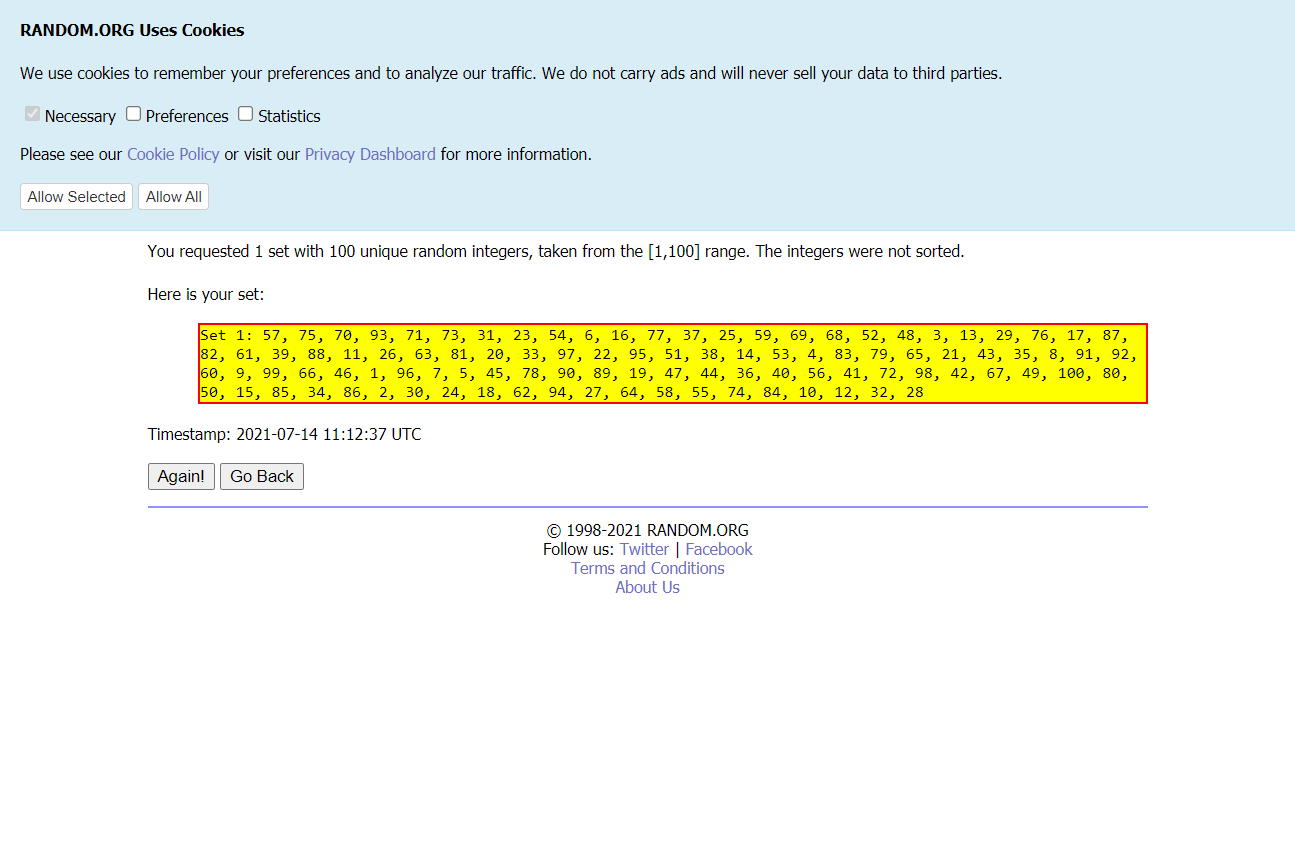 RANDOM.ORG Uses Cookies
We use cookies to remember your preferences and to analyze our traffic. We do not carry ads and will never sell your data to third parties.
Necessary Preferences Statistics
Please see our Cookie Policy or visit our Privacy Dashboard for more information.
Allow Selected Allow All
You requested 1 set with 100 unique random integers, taken from the [1,100] range. The integers were not sorted.
Here is your set:
Set 1: 57, 75, 70, 93, 71, 73, 31, 23, 54, 6, 16, 77, 37, 25, 59, 69, 68, 52, 48, 3, 13, 29, 76, 17, 87,
82, 61, 39, 88, 11, 26, 63, 81, 20, 33, 97, 22, 95, 51, 38, 14, 53, 4, 83, 79, 65, 21, 43, 35, 8, 91, 92,
60, 9, 99, 66, 46, 1, 96, 7, 5, 45, 78, 90, 89, 19, 47, 44, 36, 40, 56, 41, 72, 98, 42, 67, 49, 100, 80,
50, 15, 85, 34, 86, 2, 30, 24, 18, 62, 94, 27, 64, 58, 55, 74, 84, 10, 12, 32, 28
Timestamp: 2021-07-14 11:12:37 UTC
Again! Go Back
© 1998-2021 RANDOM.ORG
Follow us: Twitter | Facebook
Terms and Conditions
About Us